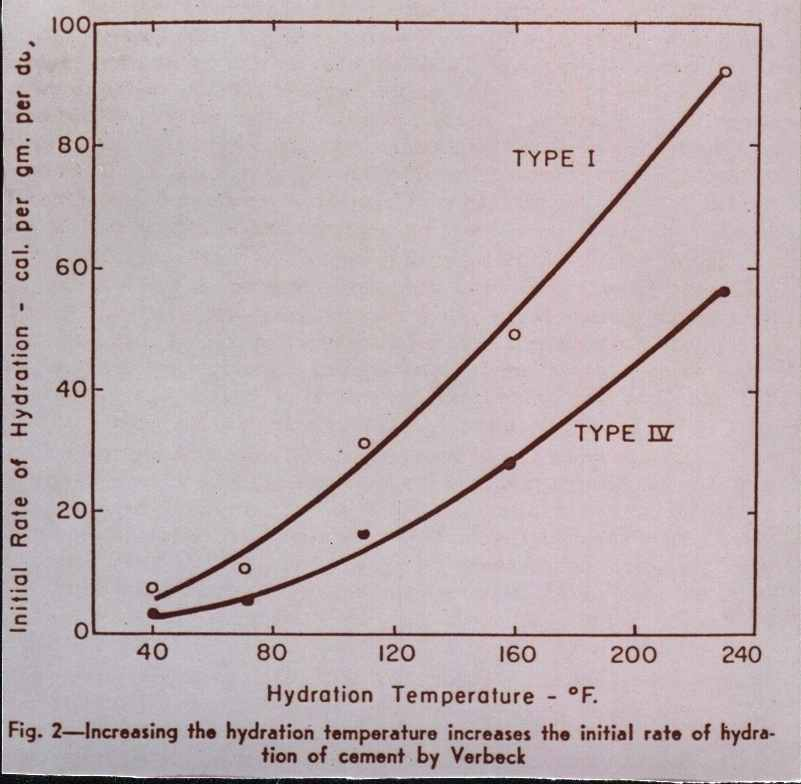 100
80
60
40
20
0
Initial Rate of Hydration - cal. per gm. per
TYPE I
TYPE IV
40 80 120 160 200 240
Hydration Temperature - °F.
Fig. 2—Increasing the hydration temperature increases the initial rate of hydra-
tion of cement by Verbeck